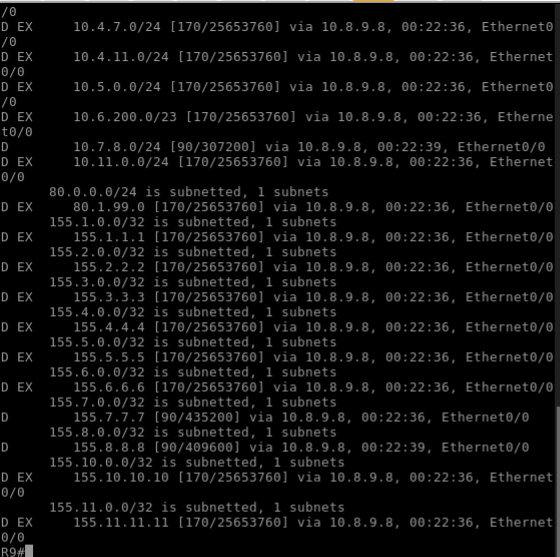 /0
D EX     10.4.7.0/24 [170/25653760] via 10.8.9.8, 00:22:36, Ethernet0
/0
D EX     10.4.11.0/24 [170/25653760] via 10.8.9.8, 00:22:36, Ethernet
0/0
D EX     10.5.0.0/24 [170/25653760] via 10.8.9.8, 00:22:36, Ethernet0
/0
D EX     10.6.200.0/23 [170/25653760] via 10.8.9.8, 00:22:36, Etherne
t0/0
D        10.7.8.0/24 [90/307200] via 10.8.9.8, 00:22:39, Ethernet0/0
D EX     10.11.0.0/24 [170/25653760] via 10.8.9.8, 00:22:36, Ethernet
0/0
      80.0.0.0/24 is subnetted, 1 subnets
D EX     80.1.99.0 [170/25653760] via 10.8.9.8, 00:22:36, Ethernet0/0
      155.1.0.0/32 is subnetted, 1 subnets
D EX     155.1.1.1 [170/25653760] via 10.8.9.8, 00:22:36, Ethernet0/0
      155.2.0.0/32 is subnetted, 1 subnets
D EX     155.2.2.2 [170/25653760] via 10.8.9.8, 00:22:36, Ethernet0/0
      155.3.0.0/32 is subnetted, 1 subnets
D EX     155.3.3.3 [170/25653760] via 10.8.9.8, 00:22:36, Ethernet0/0
      155.4.0.0/32 is subnetted, 1 subnets
D EX     155.4.4.4 [170/25653760] via 10.8.9.8, 00:22:36, Ethernet0/0
      155.5.0.0/32 is subnetted, 1 subnets
D EX     155.5.5.5 [170/25653760] via 10.8.9.8, 00:22:36, Ethernet0/0
      155.6.0.0/32 is subnetted, 1 subnets
D EX     155.6.6.6 [170/25653760] via 10.8.9.8, 00:22:36, Ethernet0/0
      155.7.0.0/32 is subnetted, 1 subnets
D        155.7.7.7 [90/435200] via 10.8.9.8, 00:22:36, Ethernet0/0
      155.8.0.0/32 is subnetted, 1 subnets
D        155.8.8.8 [90/409600] via 10.8.9.8, 00:22:39, Ethernet0/0
      155.10.0.0/32 is subnetted, 1 subnets
D EX     155.10.10.10 [170/25653760] via 10.8.9.8, 00:22:36, Ethernet
0/0
      155.11.0.0/32 is subnetted, 1 subnets
D EX     155.11.11.11 [170/25653760] via 10.8.9.8, 00:22:36, Ethernet
0/0
R9#